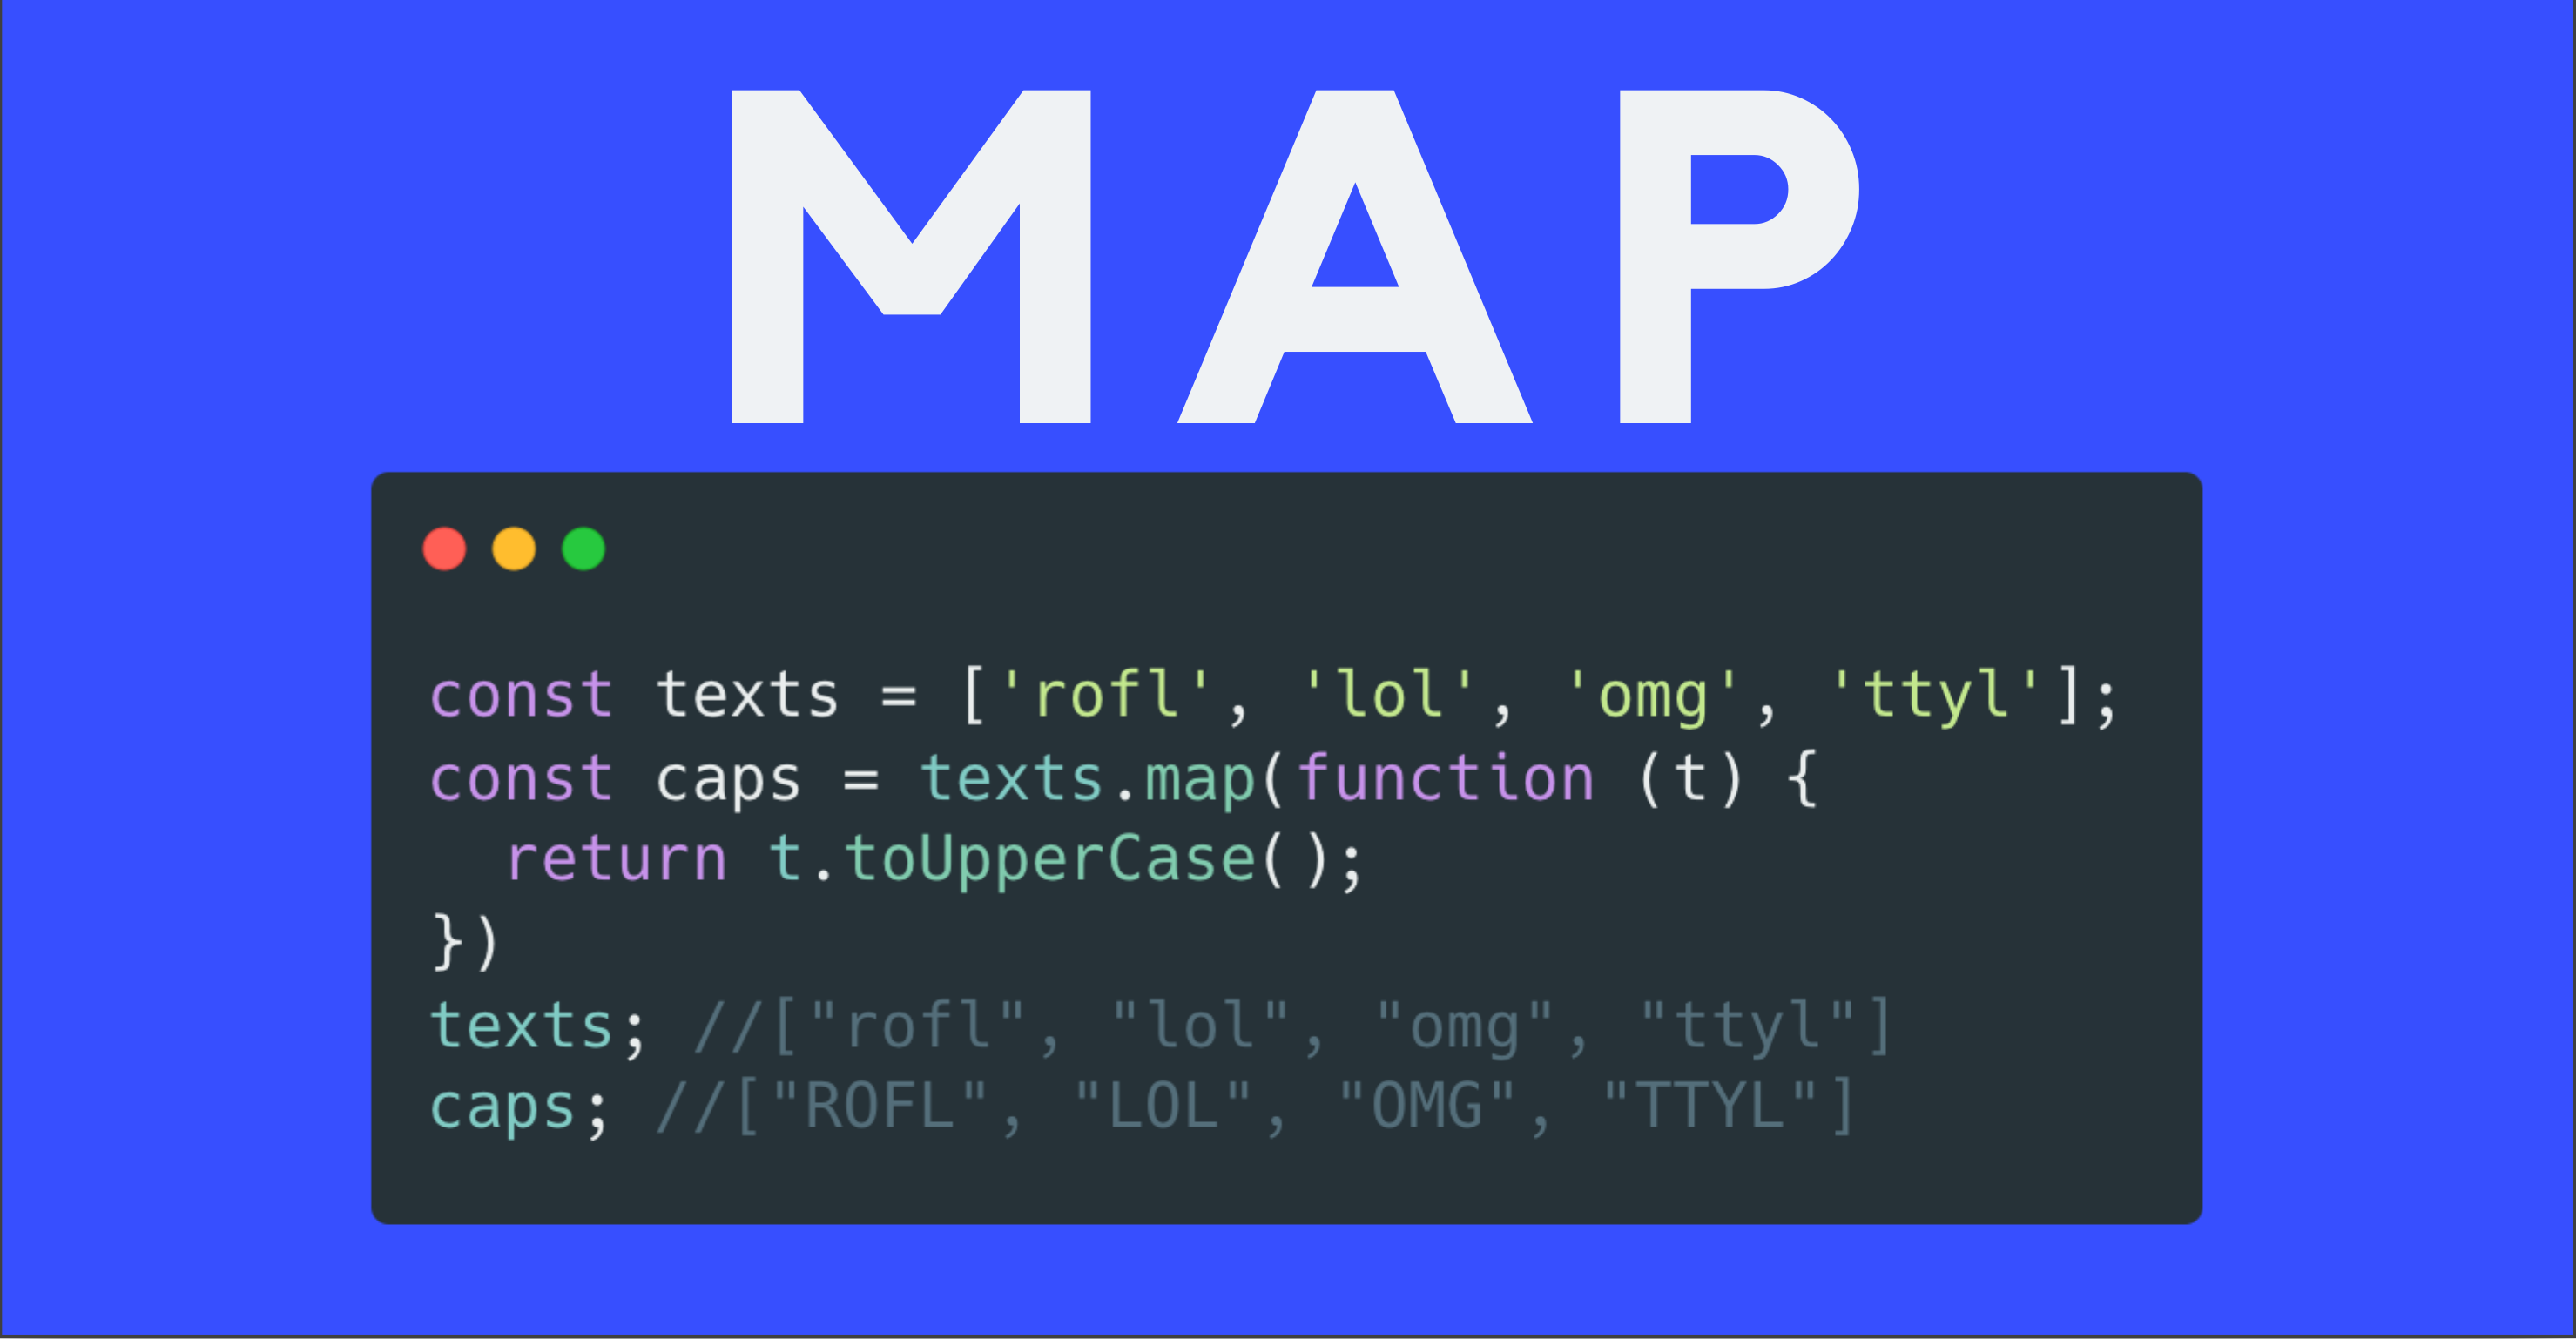 MAP
const texts = ['rofl', 'lol', 'omg', 'ttyl'];
const caps = texts.map(function (t) {
  return t.toUpperCase();
})
texts; //["rofl", "lol", "omg", "ttyl"]
caps; //["ROFL", "LOL", "OMG", "TTYL"]